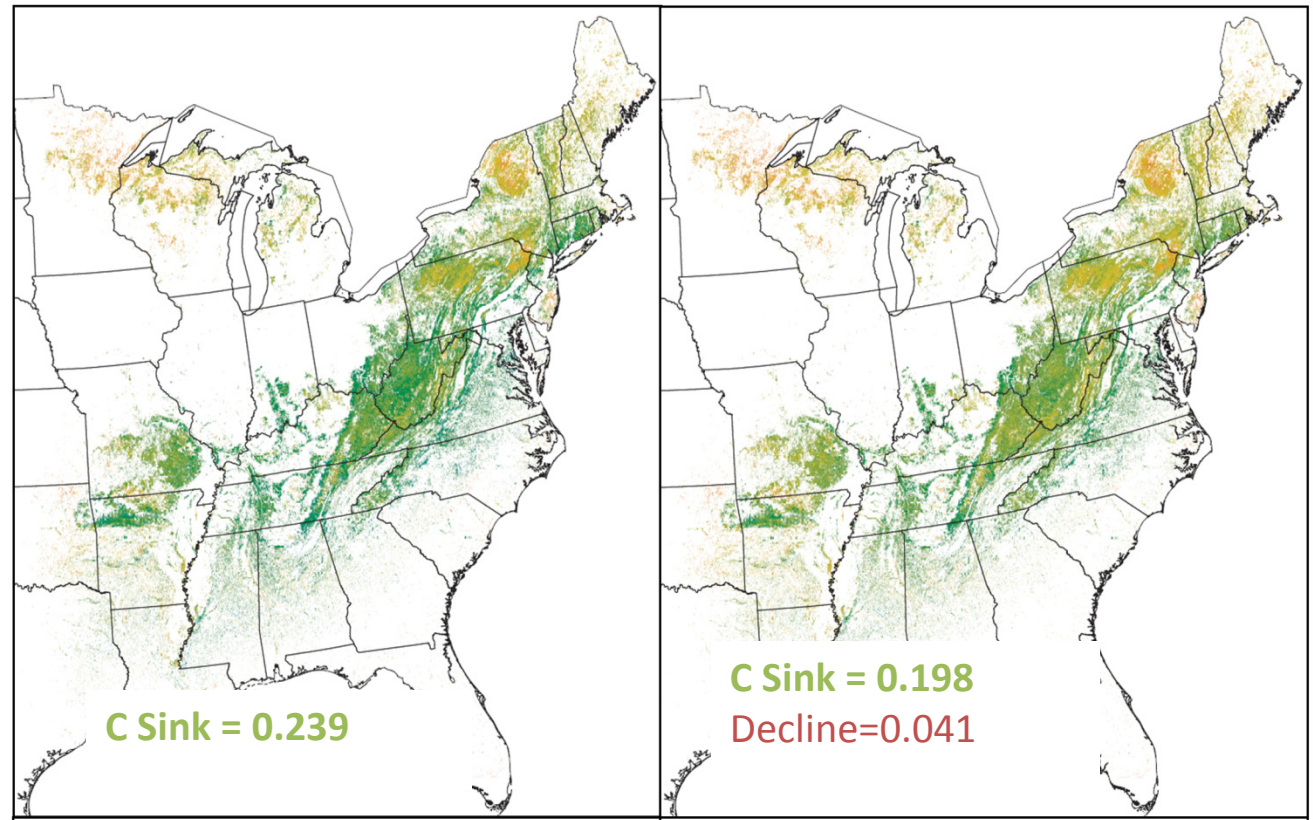 C Sink = 0.239
C Sink = 0.198
Decline=0.041